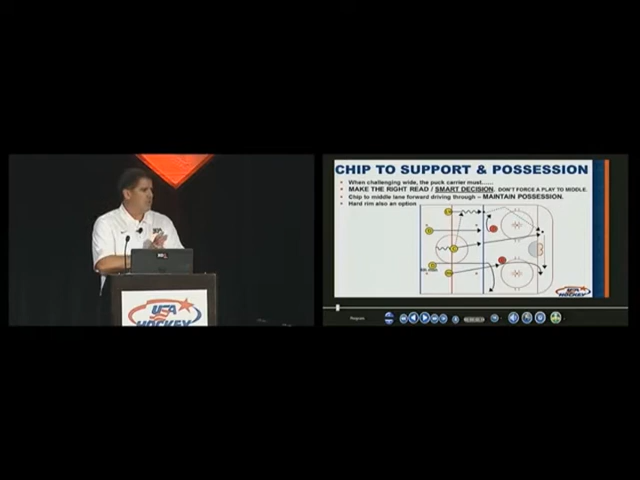 CHIP TO SUPPORT & POSSESSION
• When challenging wide, the puck carrier must......
• MAKE THE RIGHT READ / SMART DECISION. DON'T FORCE A PLAY TO MIDDLE.
• Chip to middle lane forward driving through – MAINTAIN POSSESSION.
• Hard rim also an option
USA
HOCKEY
USA
HOCKEY